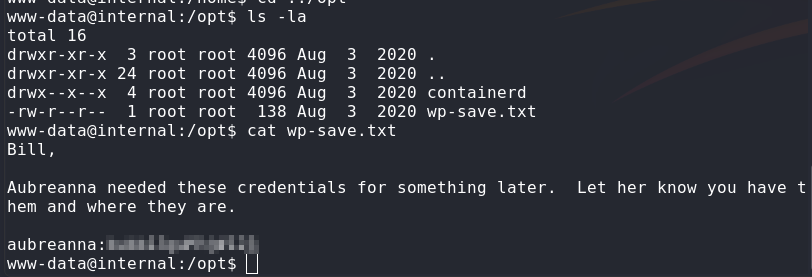 www-data@internal:/opt$ ls -la
total 16
drwxr-xr-x  3 root root 4096 Aug  3  2020 .
drwxr-xr-x 24 root root 4096 Aug  3  2020 ..
drwx--x--x  4 root root 4096 Aug  3  2020 containerd
-rw-r--r--  1 root root  138 Aug  3  2020 wp-save.txt
www-data@internal:/opt$ cat wp-save.txt
Bill,
Aubreanna needed these credentials for something later.  Let her know you have t
hem and where they are.
aubreanna:
www-data@internal:/opt$